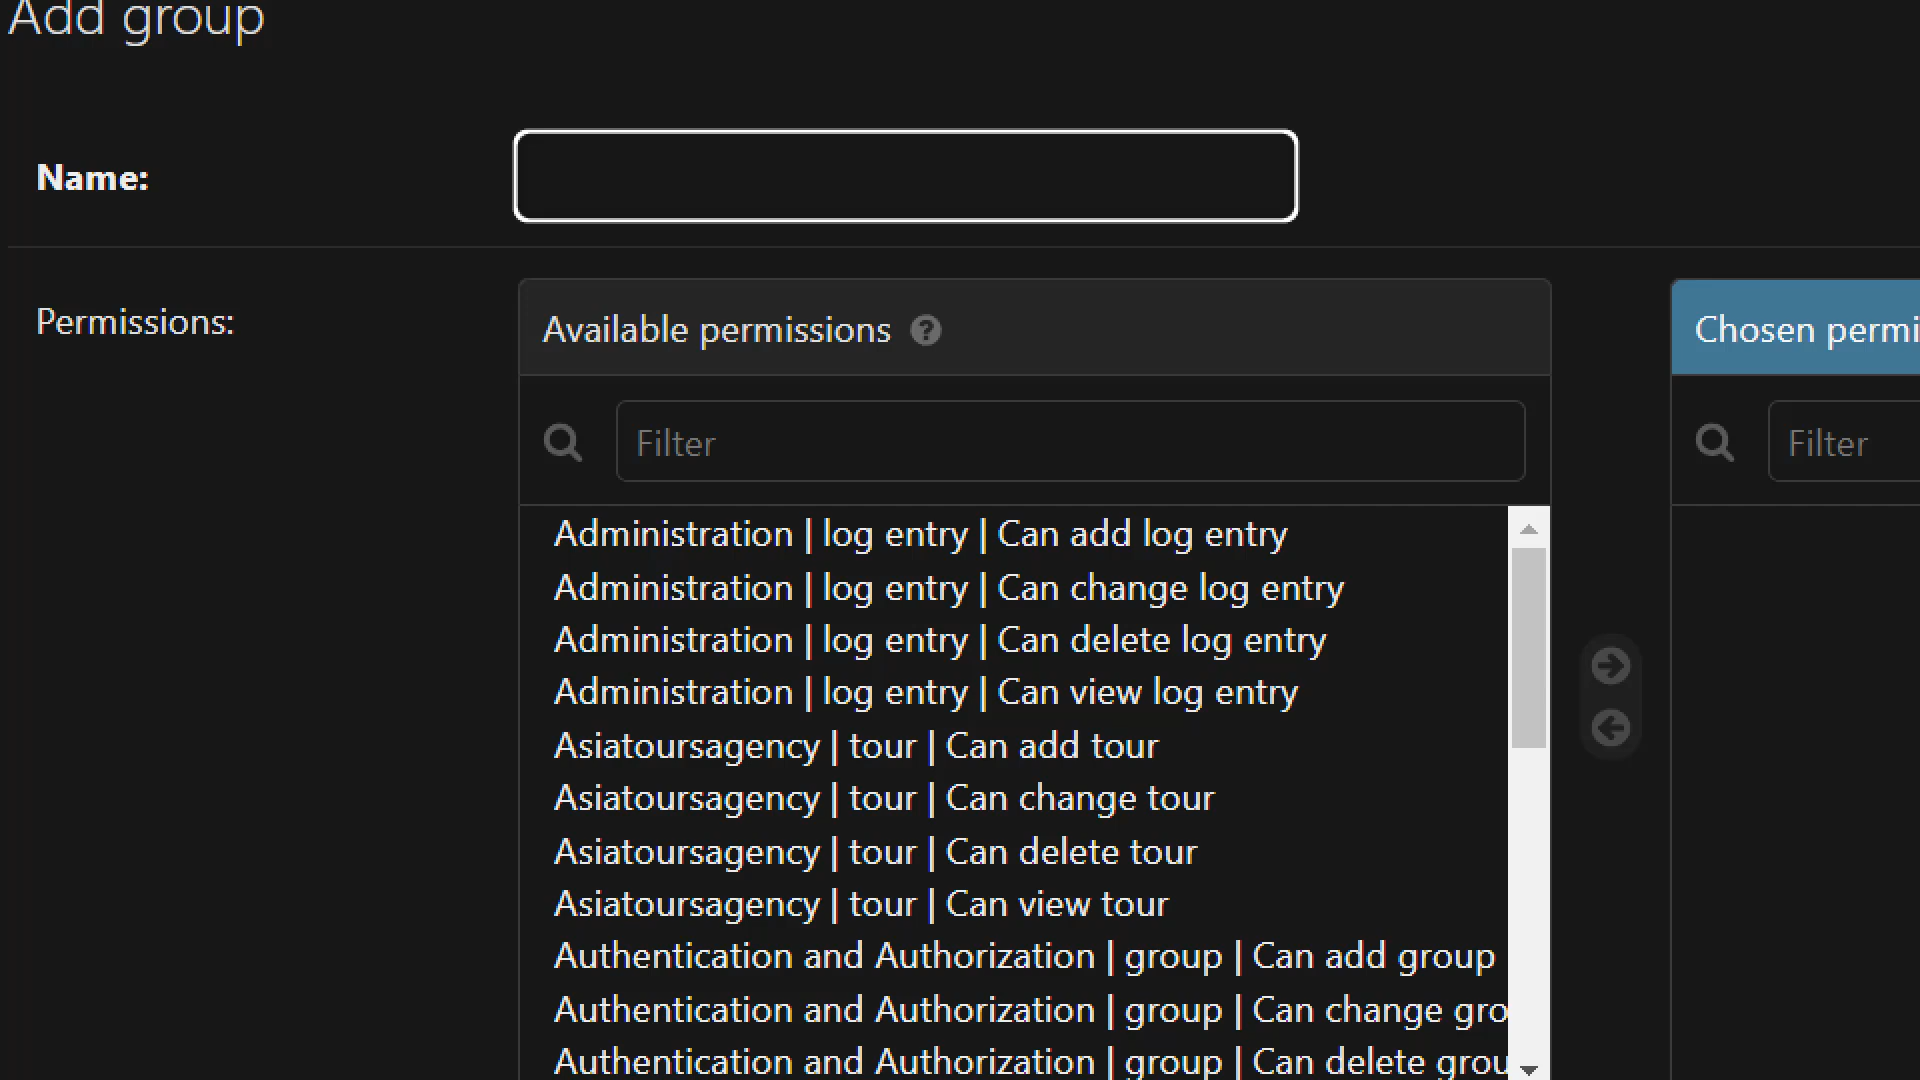 Add group
Name:
Permissions:
Available permissions
Filter
Administration | log entry | Can add log entry
Administration | log entry | Can change log entry
Administration | log entry | Can delete log entry
Administration | log entry | Can view log entry
Asiatoursagency | tour | Can add tour
Asiatoursagency | tour | Can change tour
Asiatoursagency | tour | Can delete tour
Asiatoursagency | tour | Can view tour
Authentication and Authorization | group | Can add group
Authentication and Authorization | group | Can change gro
Authentication and Authorization | group | Can delete grou
Chosen permi
Filter